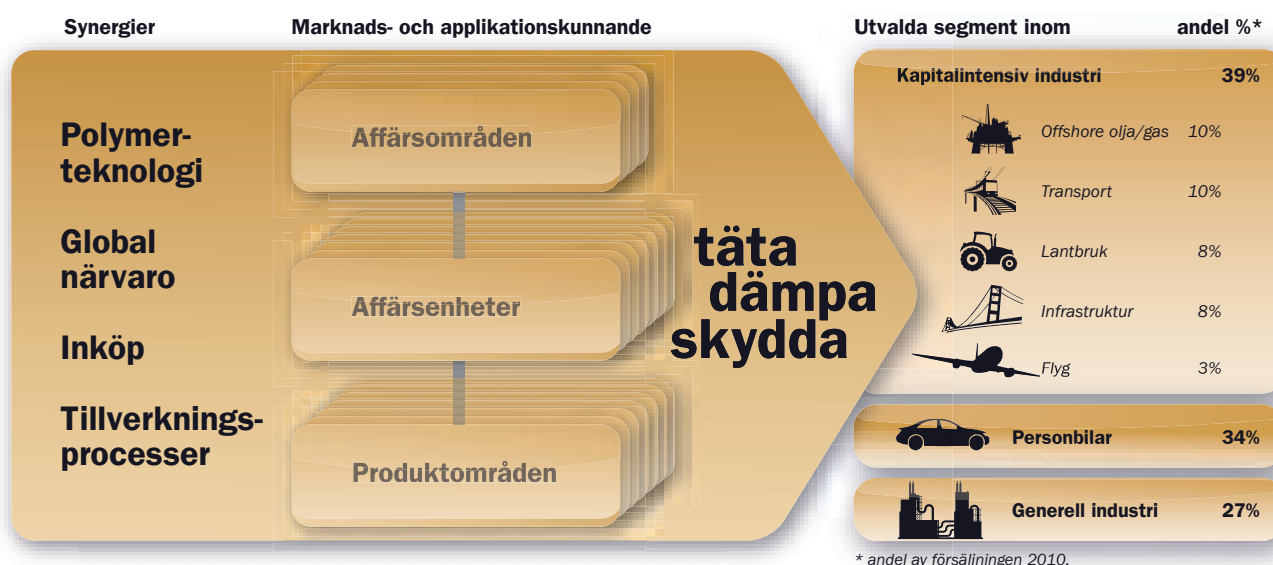 Synergier
Marknads- och applikationskunnande
Utvalda segment inom andel %*
Polymer-
teknologi
Global
närvaro
Inköp
Tillverknings-
processer
Affärsområden
Affärsenheter
Produktområden
täta
dämpa
skydda
Kapitalintensiv industri 39%
Offshore olja/gas 10%
Transport 10%
Lantbruk 8%
Infrastruktur 8%
Flyg 3%
Personbilar 34%
Generell industri 27%
* andel av försäljningen 2010.